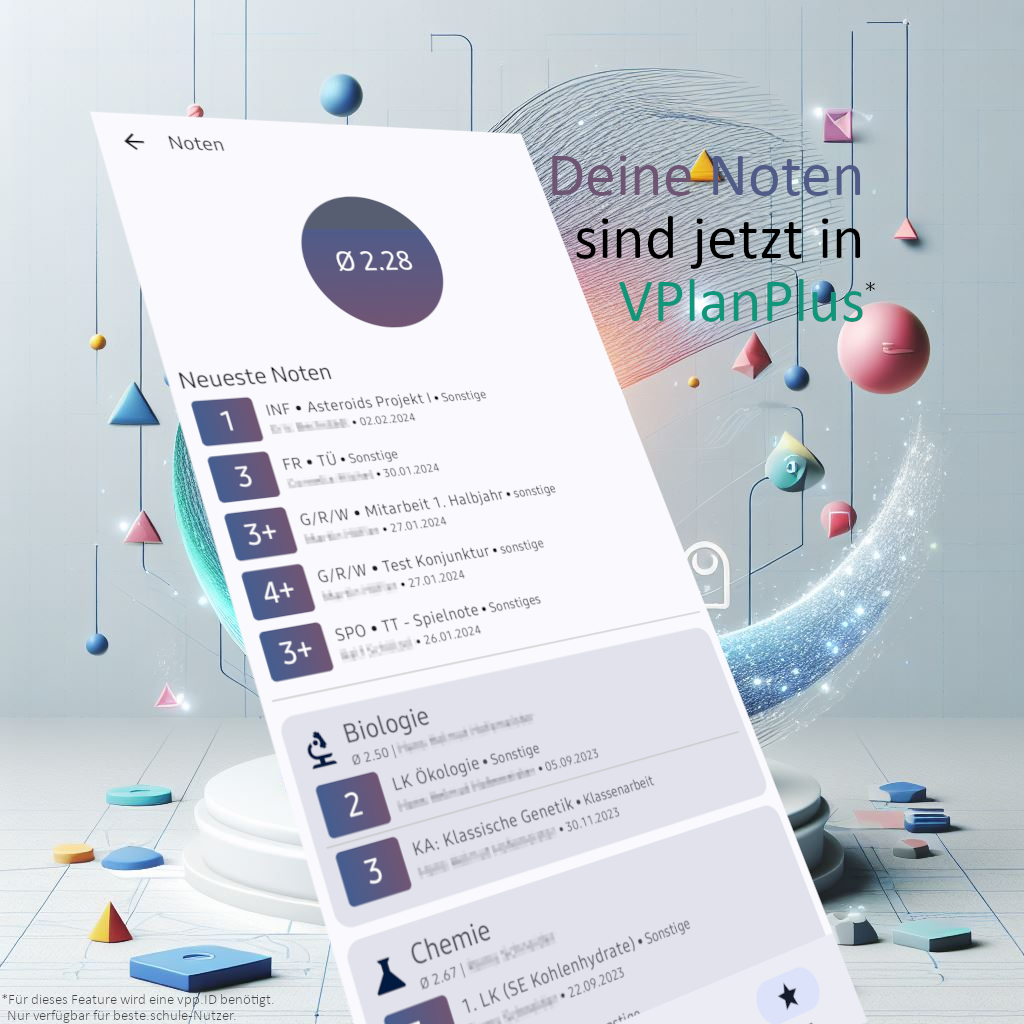 Noten
Ø 2.28
Deine Noten
sind jetzt in
VPlanPlus*
Neueste Noten
1
INF • Asteroids Projekt I • Sonstige
• 02.02.2024
3
FR • TÜ • Sonstige
• 30.01.2024
3+
G/R/W • Mitarbeit 1. Halbjahr • sonstige
• 27.01.2024
4+
G/R/W • Test Konjunktur • sonstige
• 27.01.2024
3+
SPO • TT - Spielnote • Sonstiges
• 26.01.2024
Biologie
Ø 2.50 |
2
LK Ökologie • Sonstige
• 05.09.2023
3
KA: Klassische Genetik • Klassenarbeit
• 30.11.2023
Chemie
Ø 2.67 |
1. LK (SE Kohlenhydrate) • Sonstige
• 22.09.2023
• sonstige
*Für dieses Feature wird eine vpp.ID benötigt.
Nur verfügbar für beste.schule-Nutzer.